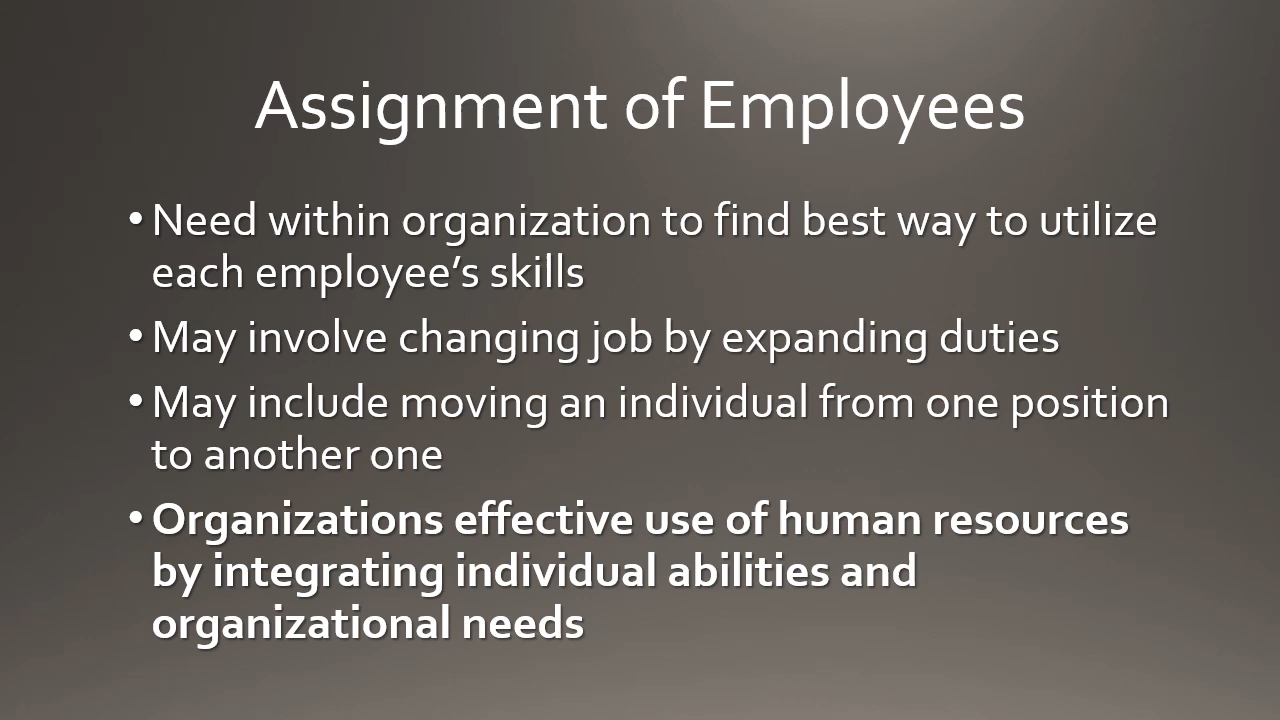 Assignment of Employees
• Need within organization to find best way to utilize
each employee’s skills
• May involve changing job by expanding duties
• May include moving an individual from one position
to another one
• Organizations effective use of human resources
by integrating individual abilities and
organizational needs